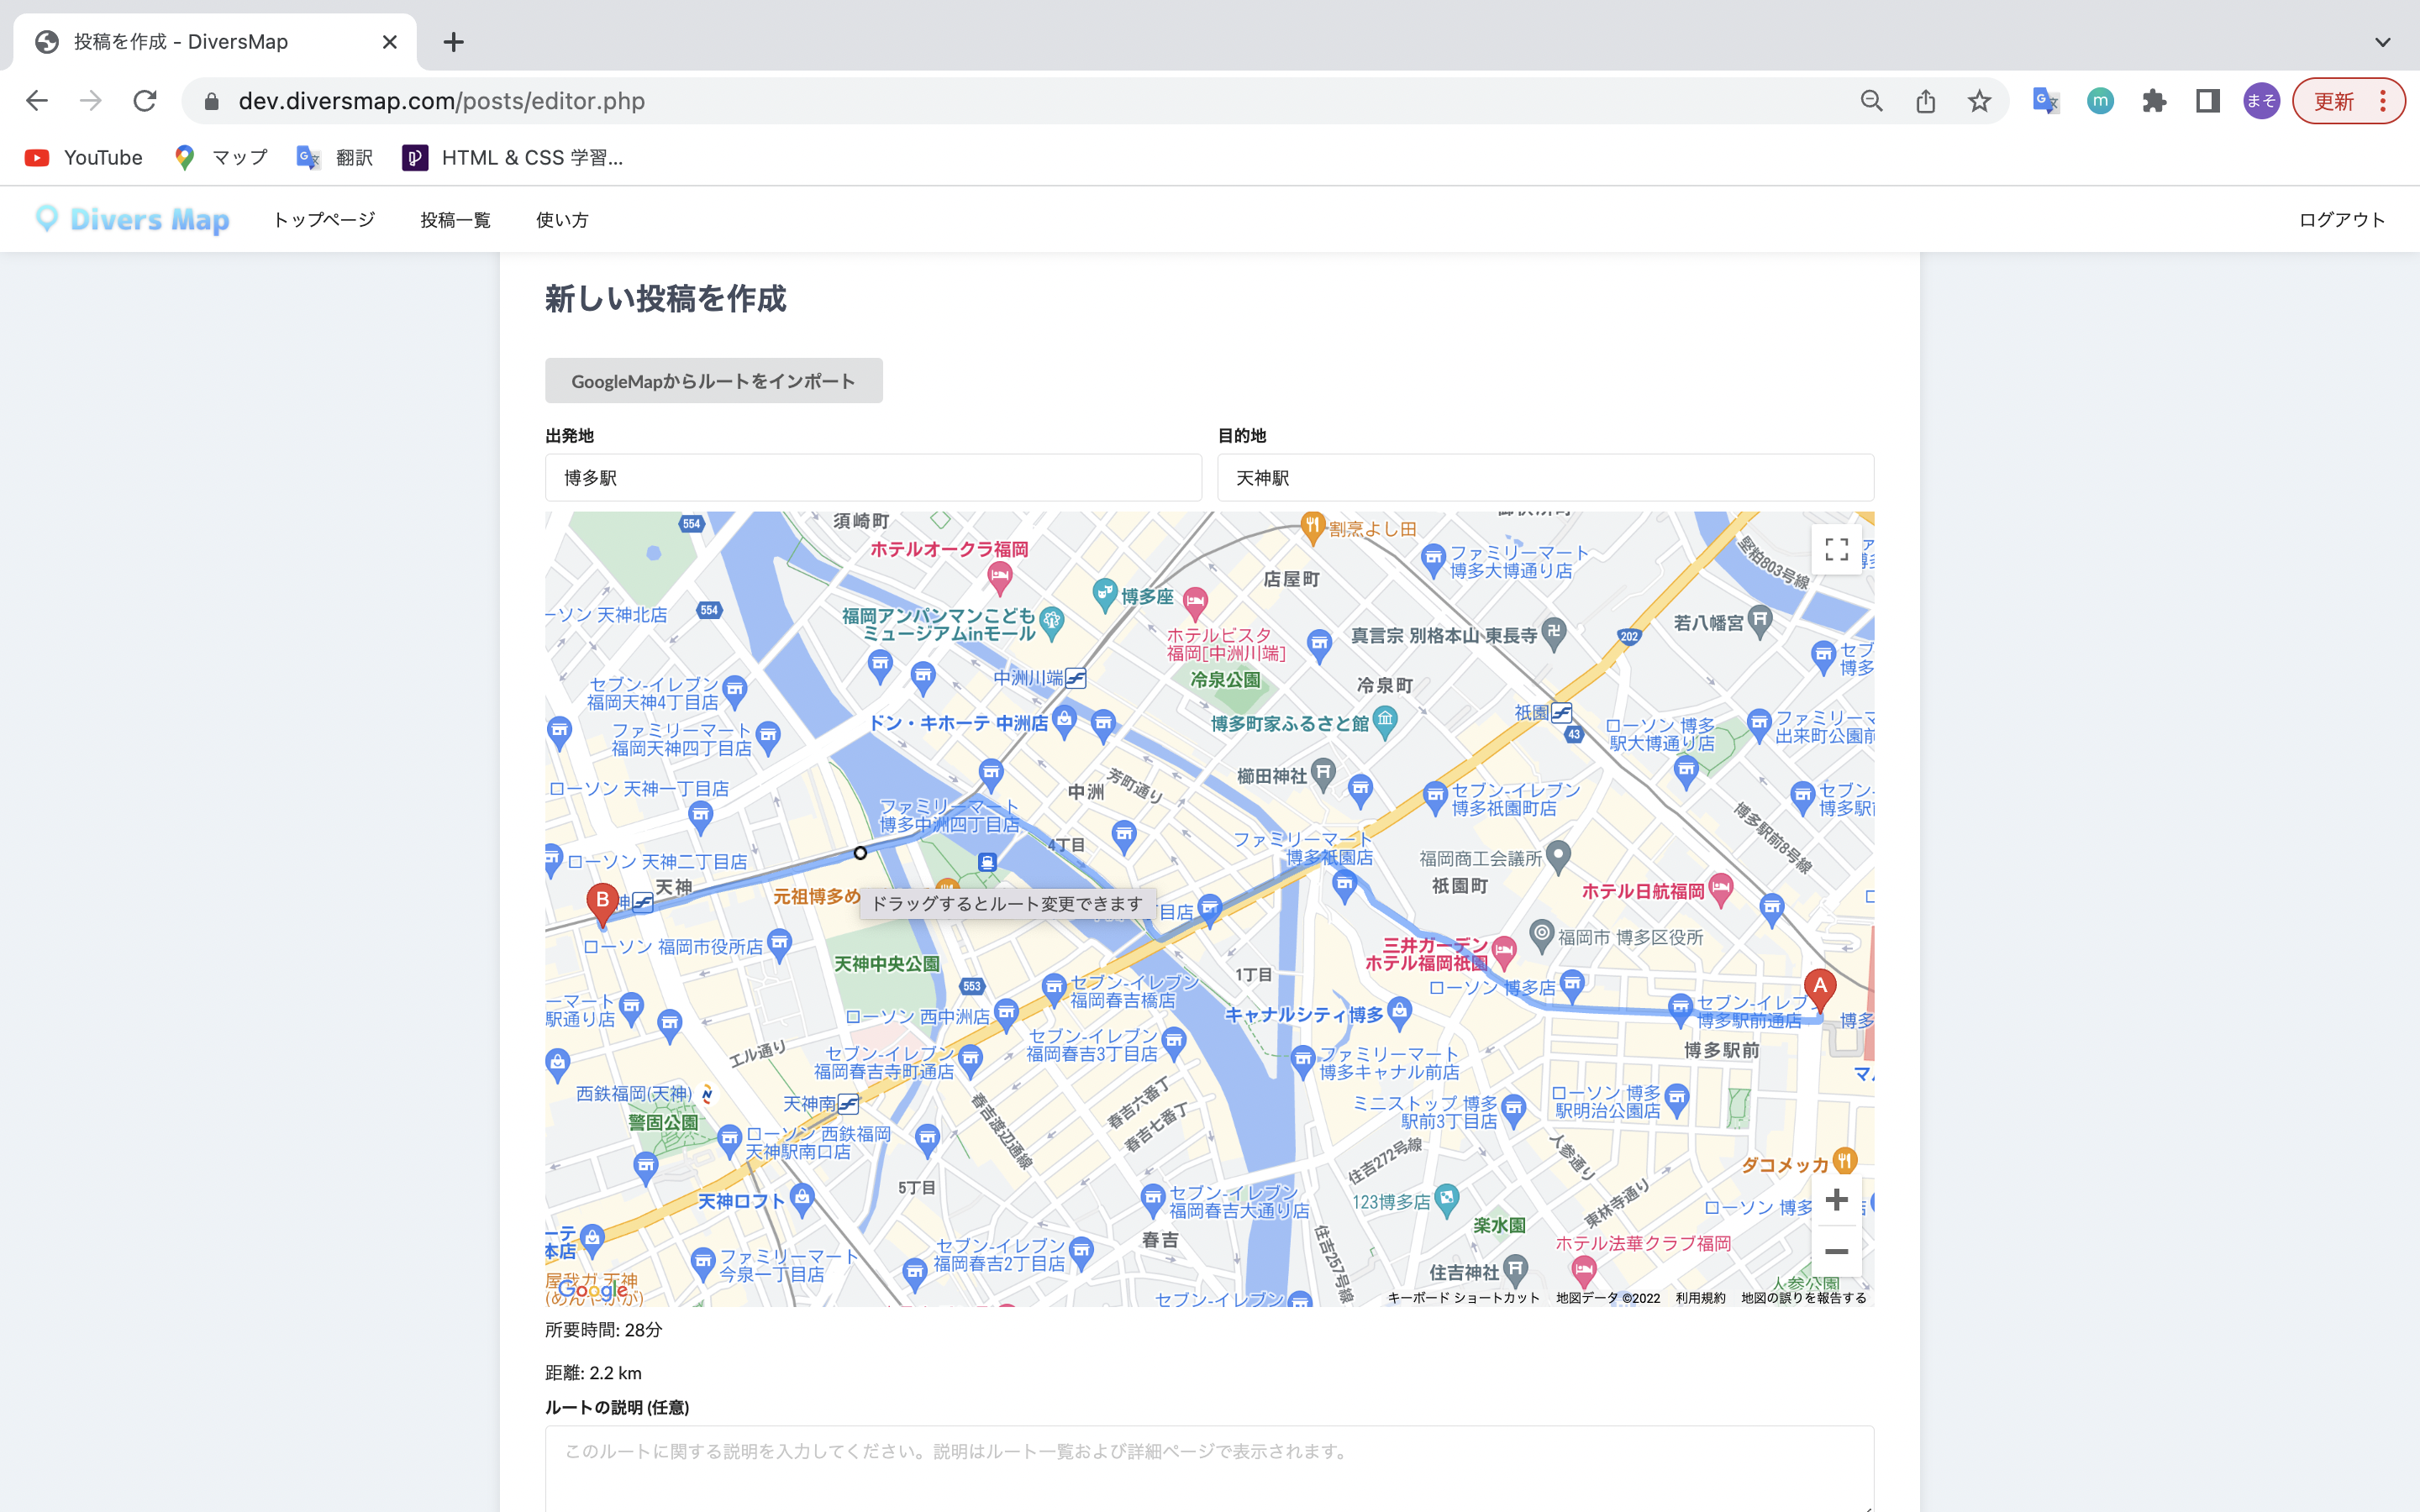 投稿を作成 - DiversMap
dev.diversmap.com/posts/editor.php
まそ
更新
YouTube
マップ
翻訳
HTML & CSS 学習...
Divers Map
トップページ
投稿一覧
使い方
ログアウト
新しい投稿を作成
GoogleMapからルートをインポート
出発地
目的地
博多駅
天神駅
554
須崎町
割烹よし田
ホテルオークラ福岡
ファミリーマート
博多大博通り店
堅粕803号線
店屋町
博多座
554
ーソン 天神北店
福岡アンパンマンこども
ミュージアムinモール
ホテルビスタ
福岡[中洲川端]
真言宗 別格本山 東長寺
202
若八幡宮
セブ
博多
中洲川端
冷泉公園
冷泉町
セブン-イレブン
福岡天神4丁目店
ファミリーマート
福岡天神四丁目店
ドン・キホーテ 中洲店
博多町家ふるさと館
祇園
43
ローソン 博多
駅大博通り店
ファミリーマ
出来町公園前
ローソン 天神一丁目店
中洲
芳町通り
櫛田神社
セブン-イレブン
博多祇園町店
セブン-
博多駅前
博多駅前8号線
ファミリーマート
博多中洲四丁目店
4丁目
ファミリーマート
博多祇園店
福岡商工会議所
祇園町
ローソン 天神二丁目店
天神
B
神
元祖博多め
ドラッグするとルート変更できます
丁目店
ホテル日航福岡
ローソン 福岡市役所店
天神中央公園
三井ガーデン
ホテル福岡祇園
福岡市 博多区役所
553
セブン-イレブン
福岡春吉橋店
1丁目
ローソン 博多店
A
ーマート
駅通り店
ローソン 西中洲店
キャナルシティ博多
セブン-イレブン
博多駅前通店
博多
エル通り
セブン-イレブン
福岡春吉3丁目店
セブン-イレブン
福岡春吉寺町通店
ファミリーマート
博多キャナル前店
博多駅前
マル
西鉄福岡(天神)
天神南
春吉六番丁
春吉七番丁
春吉渡辺通線
ミニストップ 博多
駅前3丁目店
ローソン 博多
駅明治公園店
警固公園
ローソン 西鉄福岡
天神駅南口店
住吉272号線
人参通り
ダコメッカ
天神ロフト
5丁目
セブン-イレブン
福岡春吉大通り店
123博多店
東林寺通り
ローソン 博多
楽水園
ーテ
本店
春吉
住吉257号線
ファミリーマート
今泉一丁目店
セブン-イレブン
福岡春吉2丁目店
ホテル法華クラブ福岡
住吉神社
人参公園
Google
セブン-イレブン
キーボード ショートカット
地図データ ©2022
利用規約
地図の誤りを報告する
所要時間: 28分
距離: 2.2 km
ルートの説明 (任意)
このルートに関する説明を入力してください。説明はルート一覧および詳細ページで表示されます。